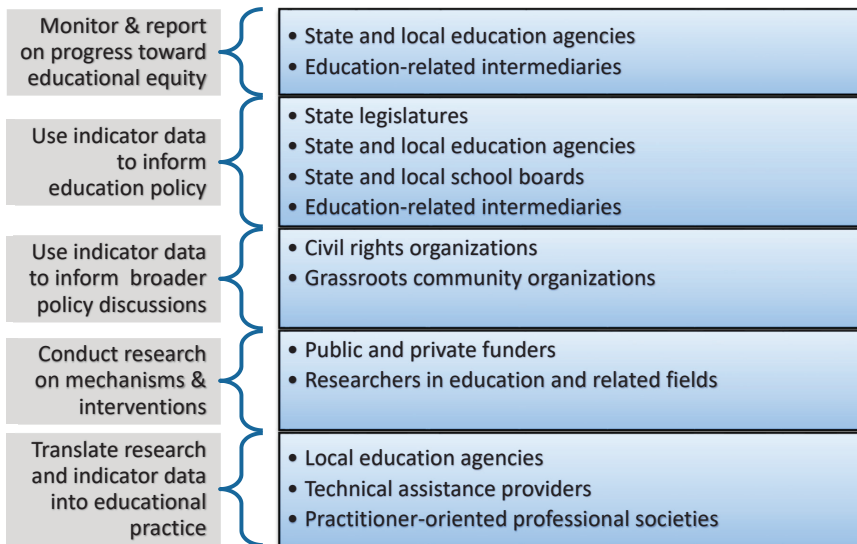 Monitor & report
on progress toward
educational equity
• State and local education agencies
• Education-related intermediaries
Use indicator data
to inform
education policy
• State legislatures
• State and local education agencies
• State and local school boards
• Education-related intermediaries
Use indicator data
to inform broader
policy discussions
• Civil rights organizations
• Grassroots community organizations
Conduct research
on mechanisms &
interventions
• Public and private funders
• Researchers in education and related fields
Translate research
and indicator data
into educational
practice
• Local education agencies
• Technical assistance providers
• Practitioner-oriented professional societies